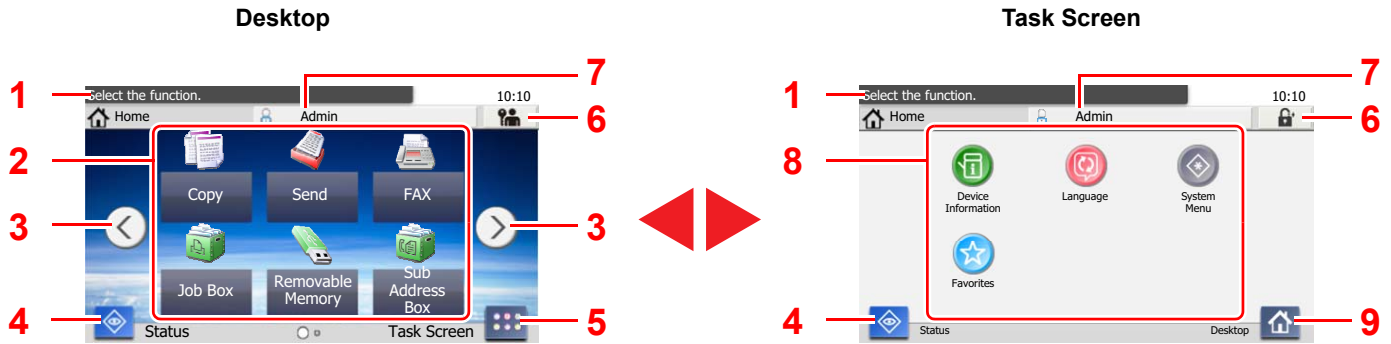 Desktop
Task Screen
7
7
1
Select the function.
10:10
1
Select the function.
10:10
Home
Admin
6
Home
Admin
6
2
8
Copy
Send
FAX
Device
Information
Language
System
Menu
3
3
Job Box
Removable
Memory
Sub
Address
Box
Favorites
4
Status
Task Screen
5
4
Status
Desktop
9